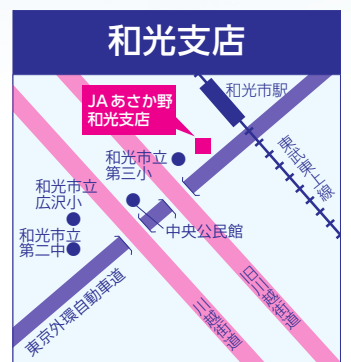 和光支店
和光市駅
JAあさか野
和光支店
東武東上線
和光市立
第三小
和光市立
広沢小
中央公民館
和光市立
第二中
東京外環自動車道
川越街道
旧川越街道